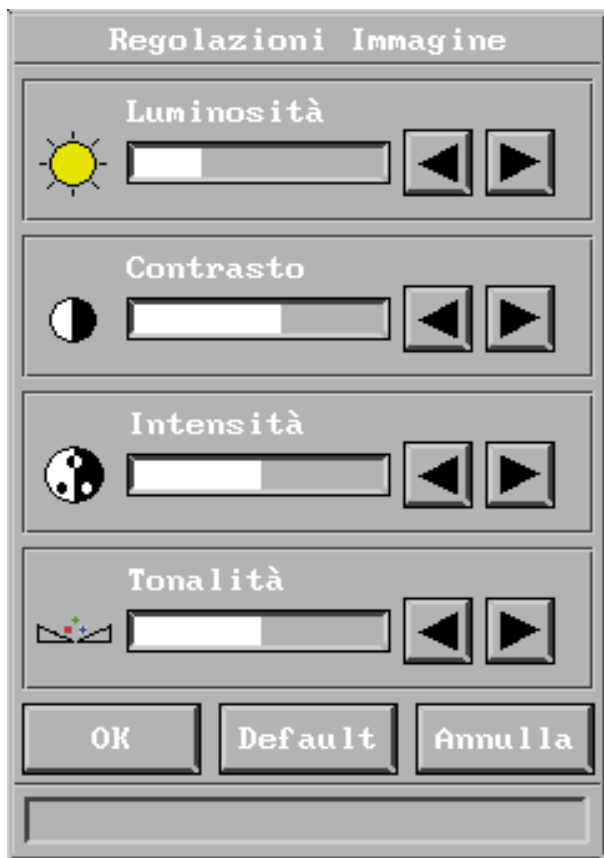 Regolazioni Immagine
Luminosità
Contrasto
Intensità
Tonalità
OK Default Annulla